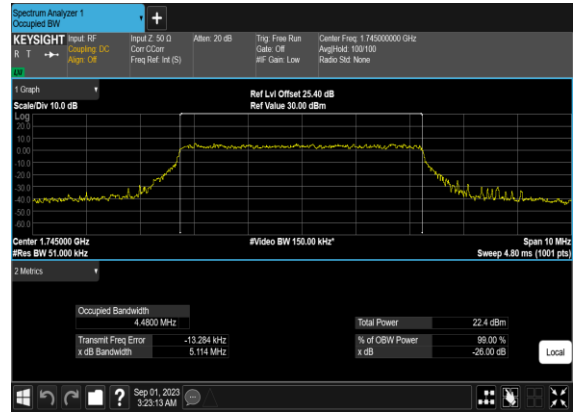 Spectrum Analyzer 1
Occupied BW
KEYSIGHT Input: RF Input Z: 50 Ω Atten: 20 dB Trig: Free Run Center Freq: 1.745000000 GHz
R T Coupling: DC Corr CCorr Gate: Off Avg|Hold: 100/100
Align: Off Freq Ref: Int (S) #IF Gain: Low Radio Std: None
LW
1 Graph
Ref Lvl Offset 25.40 dB
Scale/Div 10.0 dB Ref Value 30.00 dBm
Log
20.0
10.0
0.00
-10.0
-20.0
-30.0
-40.0
-50.0
-60.0
Center 1.745000 GHz #Video BW 150.00 kHz* Span 10 MHz
#Res BW 51.000 kHz Sweep 4.80 ms (1001 pts)
2 Metrics
Occupied Bandwidth
4.4800 MHz Total Power 22.4 dBm
Transmit Freq Error -13.284 kHz % of OBW Power 99.00 %
x dB Bandwidth 5.114 MHz x dB -26.00 dB
Local
Sep 01, 2023
3:23:13 AM